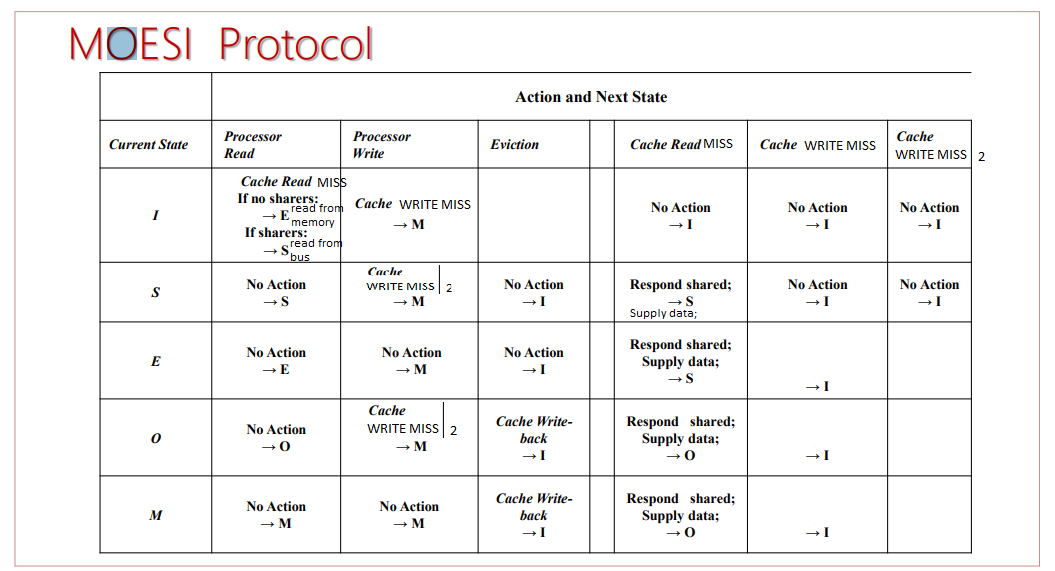 MOESI Protocol
Action and Next State
Current State
Processor
Read
Processor
Write
Eviction
Cache Read MISS
Cache WRITE MISS
Cache
WRITE MISS 2
I
Cache Read MISS
If no sharers:
→ E read from
memory
If sharers:
→ S read from
bus
Cache WRITE MISS
→ M
No Action
→ I
No Action
→ I
No Action
→ I
S
No Action
→ S
Cache
WRITE MISS 2
→ M
No Action
→ I
Respond shared;
→ S
Supply data;
No Action
→ I
No Action
→ I
E
No Action
→ E
No Action
→ M
No Action
→ I
Respond shared;
Supply data;
→ S
→ I
O
No Action
→ O
Cache
WRITE MISS 2
→ M
Cache Write-
back
→ I
Respond shared;
Supply data;
→ O
→ I
M
No Action
→ M
No Action
→ M
Cache Write-
back
→ I
Respond shared;
Supply data;
→ O
→ I